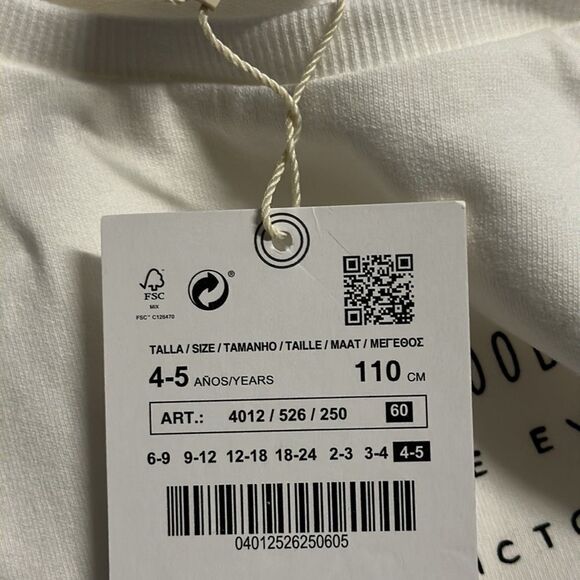 FSC
®
MIX
FSC™ C126470
TALLA / SIZE / TAMANHO / TAILLE / MAAT / ΜΕΓΕΘΟΣ
4-5 AÑOS/YEARS 110 CM
ART.: 4012 / 526 / 250 60
6-9 9-12 12-18 18-24 2-3 3-4 4-5
04012526250605